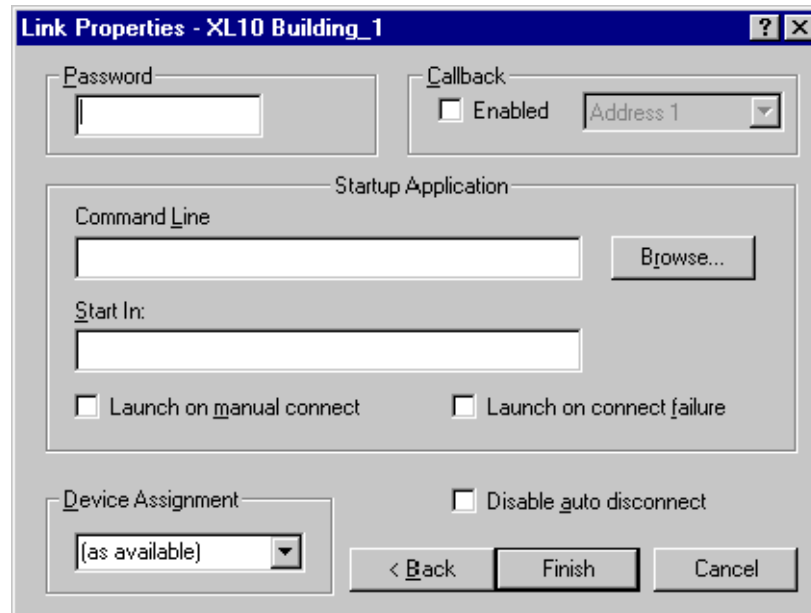 Link Properties - XL10 Building_1
Password
Callback
Enabled
Address 1
Startup Application
Command Line
Browse...
Start In:
Launch on manual connect
Launch on connect failure
Device Assignment
Disable auto disconnect
(as available)
< Back
Finish
Cancel